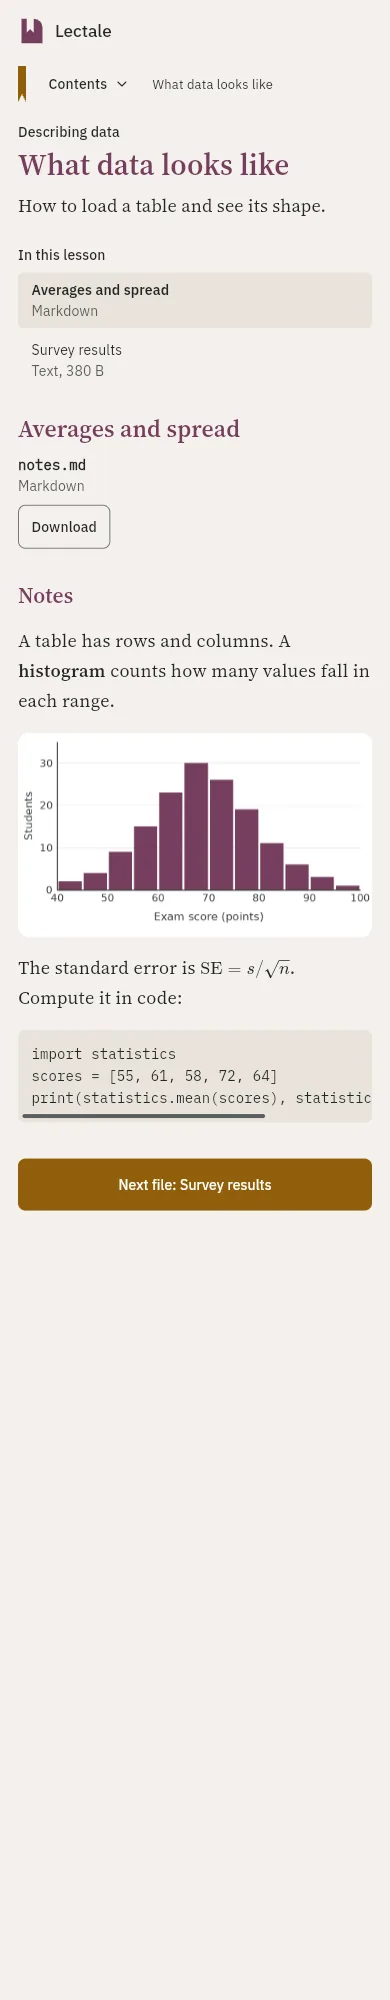 Lectale
Contents What data looks like
Describing data
What data looks like
How to load a table and see its shape.
In this lesson
Averages and spread
Markdown
Survey results
Text, 380 B
Averages and spread
notes.md
Markdown
Download
Notes
A table has rows and columns. A
histogram counts how many values fall in
each range.
Students
30
20
10
0
40 50 60 70 80 90 100
Exam score (points)
The standard error is SE = s/√n.
Compute it in code:
import statistics
scores = [55, 61, 58, 72, 64]
print(statistics.mean(scores), statistic
Next file: Survey results